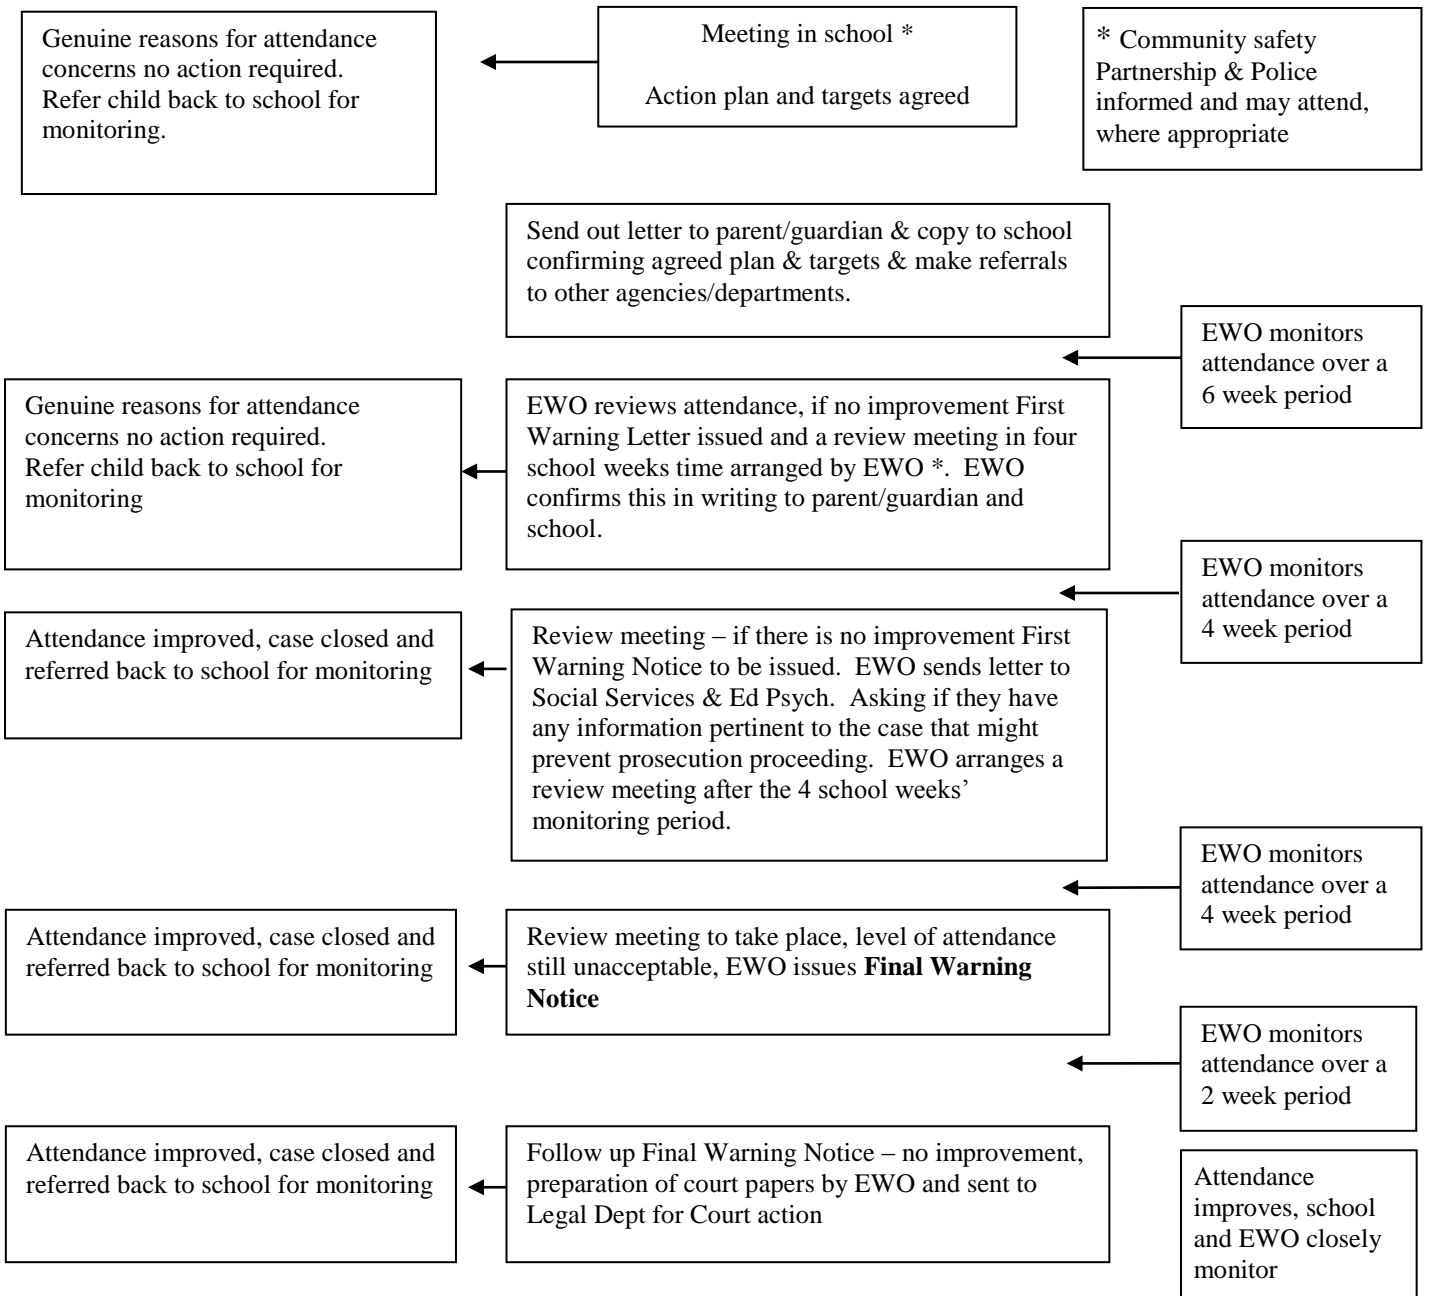 Genuine reasons for attendance
concerns no action required.
Refer child back to school for
monitoring.
Meeting in school *
Action plan and targets agreed
* Community safety
Partnership & Police
informed and may attend,
where appropriate
Send out letter to parent/guardian & copy to school
confirming agreed plan & targets & make referrals
to other agencies/departments.
EWO monitors
attendance over a
6 week period
Genuine reasons for attendance
concerns no action required.
Refer child back to school for
monitoring
EWO reviews attendance, if no improvement First
Warning Letter issued and a review meeting in four
school weeks time arranged by EWO *.  EWO
confirms this in writing to parent/guardian and
school.
EWO monitors
attendance over a
4 week period
Attendance improved, case closed and
referred back to school for monitoring
Review meeting – if there is no improvement First
Warning Notice to be issued.  EWO sends letter to
Social Services & Ed Psych.  Asking if they have
any information pertinent to the case that might
prevent prosecution proceeding.  EWO arranges a
review meeting after the 4 school weeks’
monitoring period.
EWO monitors
attendance over a
4 week period
Attendance improved, case closed and
referred back to school for monitoring
Review meeting to take place, level of attendance
still unacceptable, EWO issues Final Warning
Notice
EWO monitors
attendance over a
2 week period
Attendance improved, case closed and
referred back to school for monitoring
Follow up Final Warning Notice – no improvement,
preparation of court papers by EWO and sent to
Legal Dept for Court action
Attendance
improves, school
and EWO closely
monitor